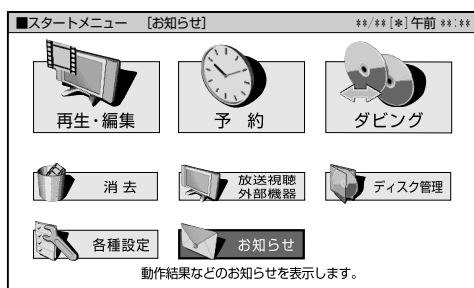 ■スタートメニュー [お知らせ] **/**[*]午前**:**
再生・編集 予約 ダビング
消去 放送視聴 ディスク管理
外部機器
各種設定 お知らせ
動作結果などのお知らせを表示します。